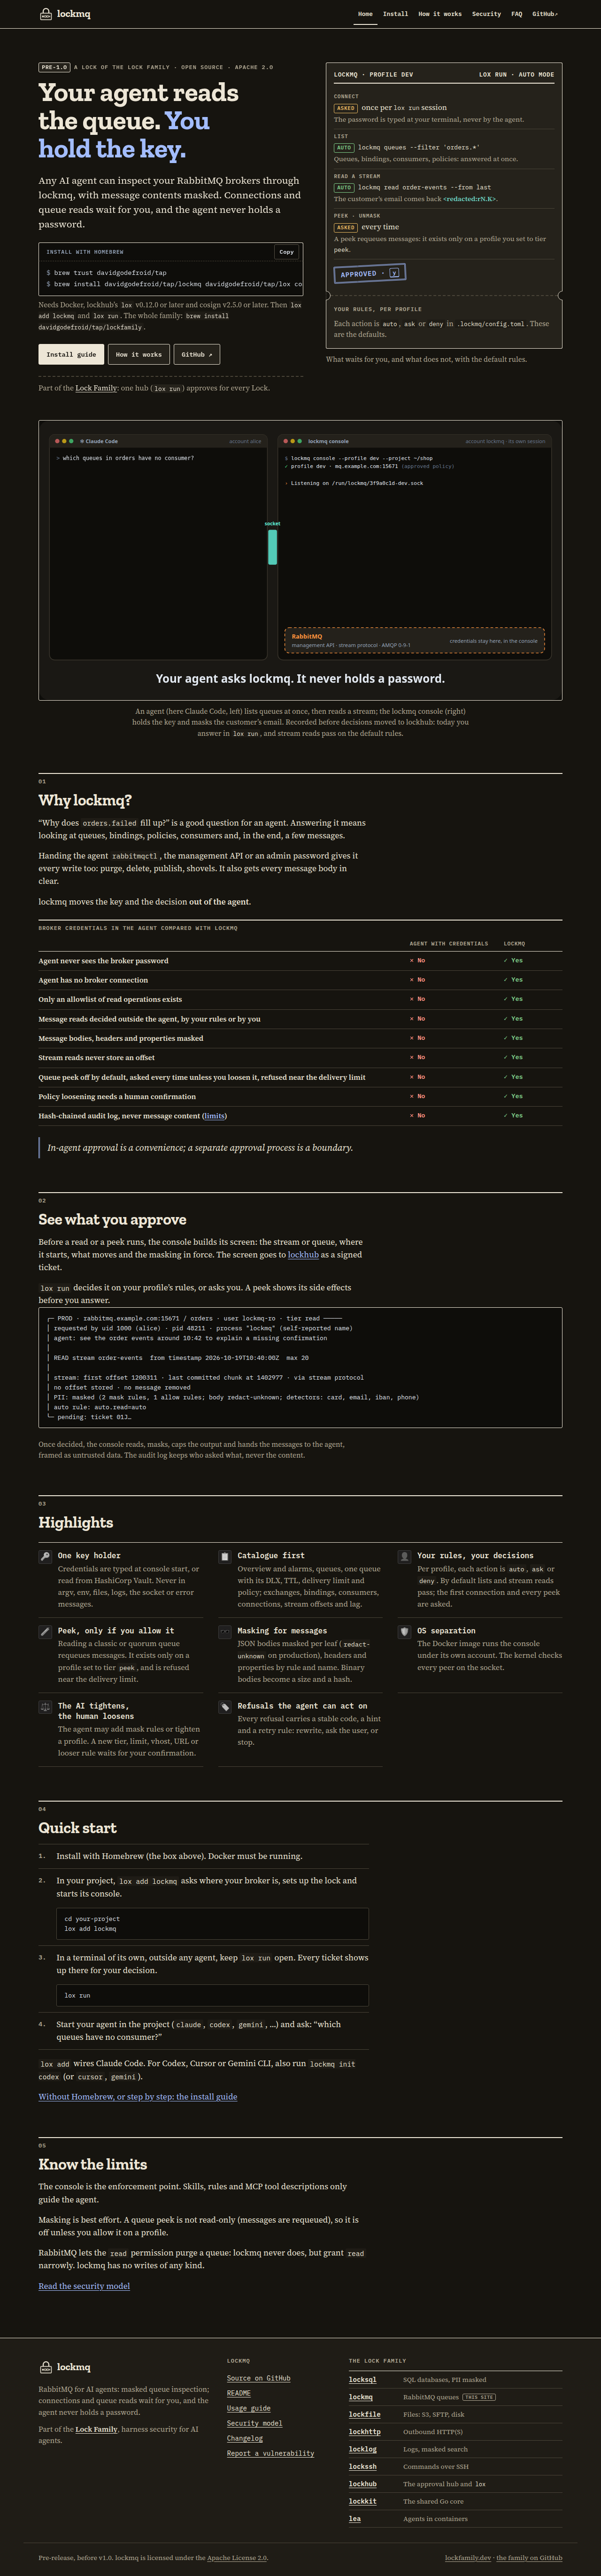 lockmq
Home Install How it works Security FAQ GitHub↗
PRE-1.0 A LOCK OF THE LOCK FAMILY · OPEN SOURCE · APACHE 2.0
Your agent reads
the queue. You
hold the key.
Any AI agent can inspect your RabbitMQ brokers through
lockmq, with message contents masked. Connections and
queue reads wait for you, and the agent never holds a
password.
INSTALL WITH HOMEBREW
Copy
$ brew trust davidgodefroid/tap
$ brew install davidgodefroid/tap/lockmq davidgodefroid/tap/lox co
Needs Docker, lockhub's lox v0.12.0 or later and cosign v2.5.0 or later. Then lox
add lockmq and lox run. The whole family: brew install
davidgodefroid/tap/lockfamily.
Install guide
How it works
GitHub ↗
Part of the Lock Family: one hub (lox run) approves for every Lock.
LOCKMQ · PROFILE DEV
LOX RUN · AUTO MODE
CONNECT
ASKED once per lox run session
The password is typed at your terminal, never by the agent.
LIST
AUTO lockmq queues --filter 'orders.*'
Queues, bindings, consumers, policies: answered at once.
READ A STREAM
AUTO lockmq read order-events --from last
The customer's email comes back <redacted:rN.K>.
PEEK · UNMASK
ASKED every time
A peek requeues messages: it exists only on a profile you set to tier
peek.
APPROVED · y
YOUR RULES, PER PROFILE
Each action is auto, ask or deny in .lockmq/config.toml. These
are the defaults.
What waits for you, and what does not, with the default rules.
Claude Code
account alice
> which queues in orders have no consumer?
socket
lockmq console
account lockmq · its own session
$ lockmq console --profile dev --project ~/shop
✓ profile dev · mq.example.com:15671 (approved policy)
Listening on /run/lockmq/3f9a0c1d-dev.sock
RabbitMQ
management API · stream protocol · AMQP 0-9-1
credentials stay here, in the console
Your agent asks lockmq. It never holds a password.
An agent (here Claude Code, left) lists queues at once, then reads a stream; the lockmq console (right)
holds the key and masks the customer's email. Recorded before decisions moved to lockhub: today you
answer in lox run, and stream reads pass on the default rules.
01
Why lockmq?
“Why does orders.failed fill up?” is a good question for an agent. Answering it means
looking at queues, bindings, policies, consumers and, in the end, a few messages.
Handing the agent rabbitmqctl, the management API or an admin password gives it
every write too: purge, delete, publish, shovels. It also gets every message body in
clear.
lockmq moves the key and the decision out of the agent.
BROKER CREDENTIALS IN THE AGENT COMPARED WITH LOCKMQ
AGENT WITH CREDENTIALS LOCKMQ
Agent never sees the broker password × No ✓ Yes
Agent has no broker connection × No ✓ Yes
Only an allowlist of read operations exists × No ✓ Yes
Message reads decided outside the agent, by your rules or by you × No ✓ Yes
Message bodies, headers and properties masked × No ✓ Yes
Stream reads never store an offset × No ✓ Yes
Queue peek off by default, asked every time unless you loosen it, refused near the delivery limit × No ✓ Yes
Policy loosening needs a human confirmation × No ✓ Yes
Hash-chained audit log, never message content (limits) × No ✓ Yes
In-agent approval is a convenience; a separate approval process is a boundary.
02
See what you approve
Before a read or a peek runs, the console builds its screen: the stream or queue, where
it starts, what moves and the masking in force. The screen goes to lockhub as a signed
ticket.
lox run decides it on your profile's rules, or asks you. A peek shows its side effects
before you answer.
┌─ PROD · rabbitmq.example.com:15671 / orders · user lockmq-ro · tier read ─────
│ requested by uid 1000 (alice) · pid 48211 · process "lockmq" (self-reported name)
│ agent: see the order events around 10:42 to explain a missing confirmation
│
│ READ stream order-events from timestamp 2026-10-19T10:40:00Z max 20
│
│ stream: first offset 1200311 · last committed chunk at 1402977 · via stream protocol
│ no offset stored · no message removed
│ PII: masked (2 mask rules, 1 allow rules; body redact-unknown; detectors: card, email, iban, phone)
│ auto rule: auto.read=auto
└─ pending: ticket 01J…
Once decided, the console reads, masks, caps the output and hands the messages to the agent,
framed as untrusted data. The audit log keeps who asked what, never the content.
03
Highlights
One key holder
Credentials are typed at console start, or
read from HashiCorp Vault. Never in
argv, env, files, logs, the socket or error
messages.
Catalogue first
Overview and alarms, queues, one queue
with its DLX, TTL, delivery limit and
policy; exchanges, bindings, consumers,
connections, stream offsets and lag.
Your rules, your decisions
Per profile, each action is auto, ask or
deny. By default lists and stream reads
pass; the first connection and every peek
are asked.
Peek, only if you allow it
Reading a classic or quorum queue
requeues messages. It exists only on a
profile set to tier peek, and is refused
near the delivery limit.
Masking for messages
JSON bodies masked per leaf (redact-
unknown on production), headers and
properties by rule and name. Binary
bodies become a size and a hash.
OS separation
The Docker image runs the console
under its own account. The kernel checks
every peer on the socket.
The AI tightens,
the human loosens
The agent may add mask rules or tighten
a profile. A new tier, limit, vhost, URL or
looser rule waits for your confirmation.
Refusals the agent can act on
Every refusal carries a stable code, a hint
and a retry rule: rewrite, ask the user, or
stop.
04
Quick start
1. Install with Homebrew (the box above). Docker must be running.
2. In your project, lox add lockmq asks where your broker is, sets up the lock and
starts its console.
cd your-project
lox add lockmq
3. In a terminal of its own, outside any agent, keep lox run open. Every ticket shows
up there for your decision.
lox run
4. Start your agent in the project (claude, codex, gemini, …) and ask: “which
queues have no consumer?”
lox add wires Claude Code. For Codex, Cursor or Gemini CLI, also run lockmq init
codex (or cursor, gemini).
Without Homebrew, or step by step: the install guide
05
Know the limits
The console is the enforcement point. Skills, rules and MCP tool descriptions only
guide the agent.
Masking is best effort. A queue peek is not read-only (messages are requeued), so it is
off unless you allow it on a profile.
RabbitMQ lets the read permission purge a queue: lockmq never does, but grant read
narrowly. lockmq has no writes of any kind.
Read the security model
lockmq
RabbitMQ for AI agents: masked queue inspection;
connections and queue reads wait for you, and the
agent never holds a password.
Part of the Lock Family, harness security for AI
agents.
LOCKMQ
Source on GitHub
README
Usage guide
Security model
Changelog
Report a vulnerability
THE LOCK FAMILY
locksql SQL databases, PII masked
lockmq RabbitMQ queues THIS SITE
lockfile Files: S3, SFTP, disk
lockhttp Outbound HTTP(S)
locklog Logs, masked search
lockssh Commands over SSH
lockhub The approval hub and lox
lockkit The shared Go core
lea Agents in containers
Pre-release, before v1.0. lockmq is licensed under the Apache License 2.0.
lockfamily.dev · the family on GitHub